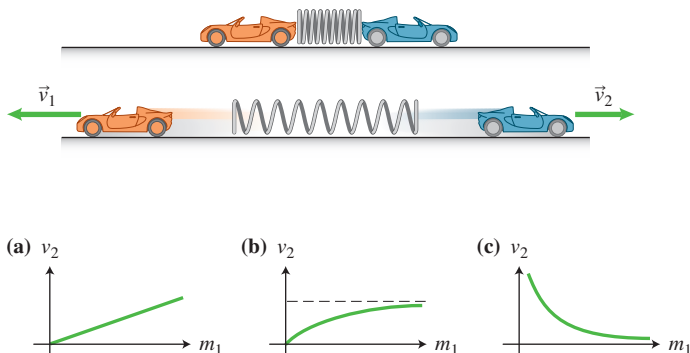 v⃗₁ v⃗₂
(a) v₂ (b) v₂ (c) v₂
m₁ m₁ m₁